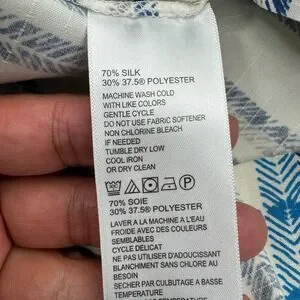 70% SILK
30% 37.5® POLYESTER
MACHINE WASH COLD
WITH LIKE COLORS
GENTLE CYCLE
DO NOT USE FABRIC SOFTENER
NON CHLORINE BLEACH
IF NEEDED
TUMBLE DRY LOW
COOL IRON
OR DRY CLEAN
70% SOIE
30% 37.5® POLYESTER
LAVER A LA MACHINE A L'EAU
FROIDE AVEC DES COULEURS
SEMBLABLES
CYCLE DELICAT
NE PAS UTILISER D'ADOUCISSANT
BLANCHIMENT SANS CHLORE AU
BESOIN
SECHER PAR CULBUTAGE A BASSE
TEMPERATURE